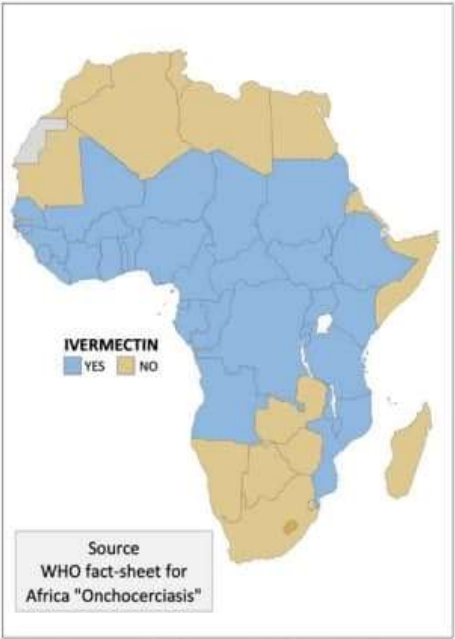 IVERMECTIN
YES NO
Source
WHO fact-sheet for
Africa "Onchocerciasis"